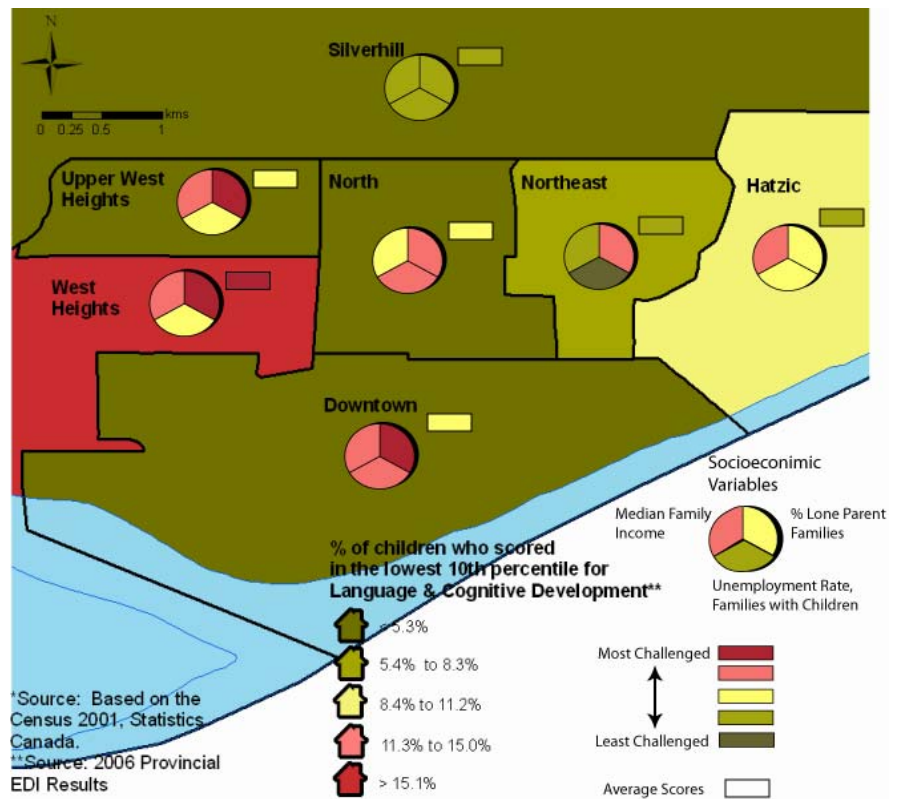 N
kms
0 0.25 0.5 1
Silverhill
Upper West
Heights
North
Northeast
Hatzic
West
Heights
Downtown
Socioeconimic
Variables
Median Family
Income
% Lone Parent
Families
Unemployment Rate,
Families with Children
% of children who scored
in the lowest 10th percentile for
Language & Cognitive Development**
< 5.3%
5.4% to 8.3%
8.4% to 11.2%
11.3% to 15.0%
> 15.1%
Most Challenged
Least Challenged
Average Scores
*Source: Based on the
Census 2001, Statistics
Canada.
**Source: 2006 Provincial
EDI Results